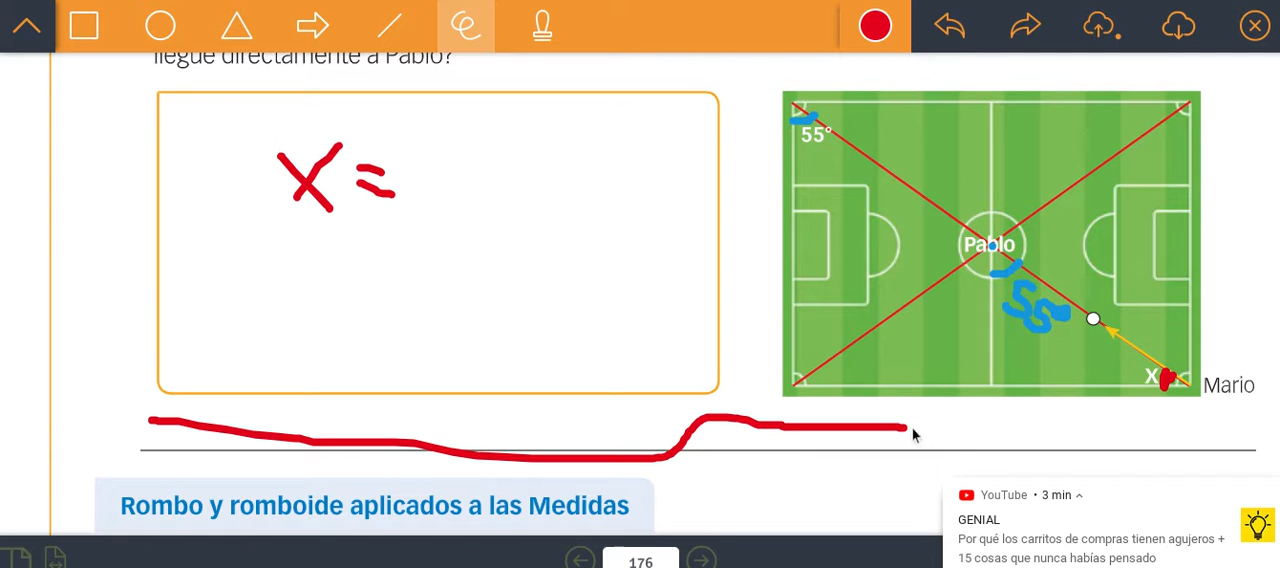 llegue directamente a Pablo?
X =
55°
Pablo
55
X
Mario
Rombo y romboide aplicados a las Medidas
YouTube • 3 min
GENIAL
Por qué los carritos de compras tienen agujeros +
15 cosas que nunca habías pensado
176